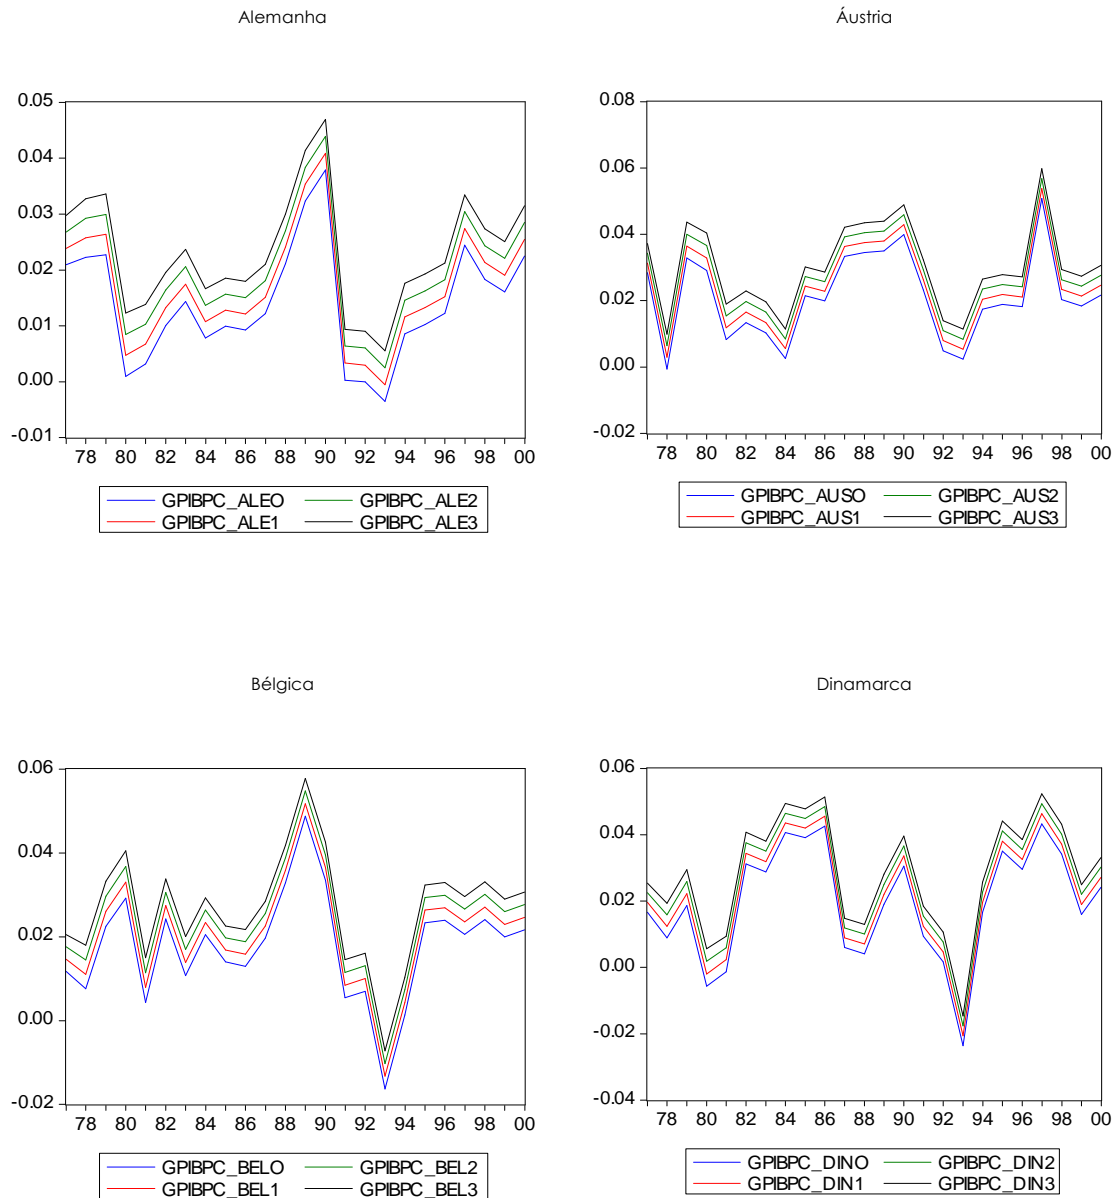 Alemanha
0.05
0.04
0.03
0.02
0.01
0.00
-0.01
78 80 82 84 86 88 90 92 94 96 98 00
GPIBPC_ALE0 GPIBPC_ALE2
GPIBPC_ALE1 GPIBPC_ALE3
Áustria
0.08
0.06
0.04
0.02
0.00
-0.02
78 80 82 84 86 88 90 92 94 96 98 00
GPIBPC_AUS0 GPIBPC_AUS2
GPIBPC_AUS1 GPIBPC_AUS3
Bélgica
0.06
0.04
0.02
0.00
-0.02
78 80 82 84 86 88 90 92 94 96 98 00
GPIBPC_BEL0 GPIBPC_BEL2
GPIBPC_BEL1 GPIBPC_BEL3
Dinamarca
0.06
0.04
0.02
0.00
-0.02
-0.04
78 80 82 84 86 88 90 92 94 96 98 00
GPIBPC_DIN0 GPIBPC_DIN2
GPIBPC_DIN1 GPIBPC_DIN3